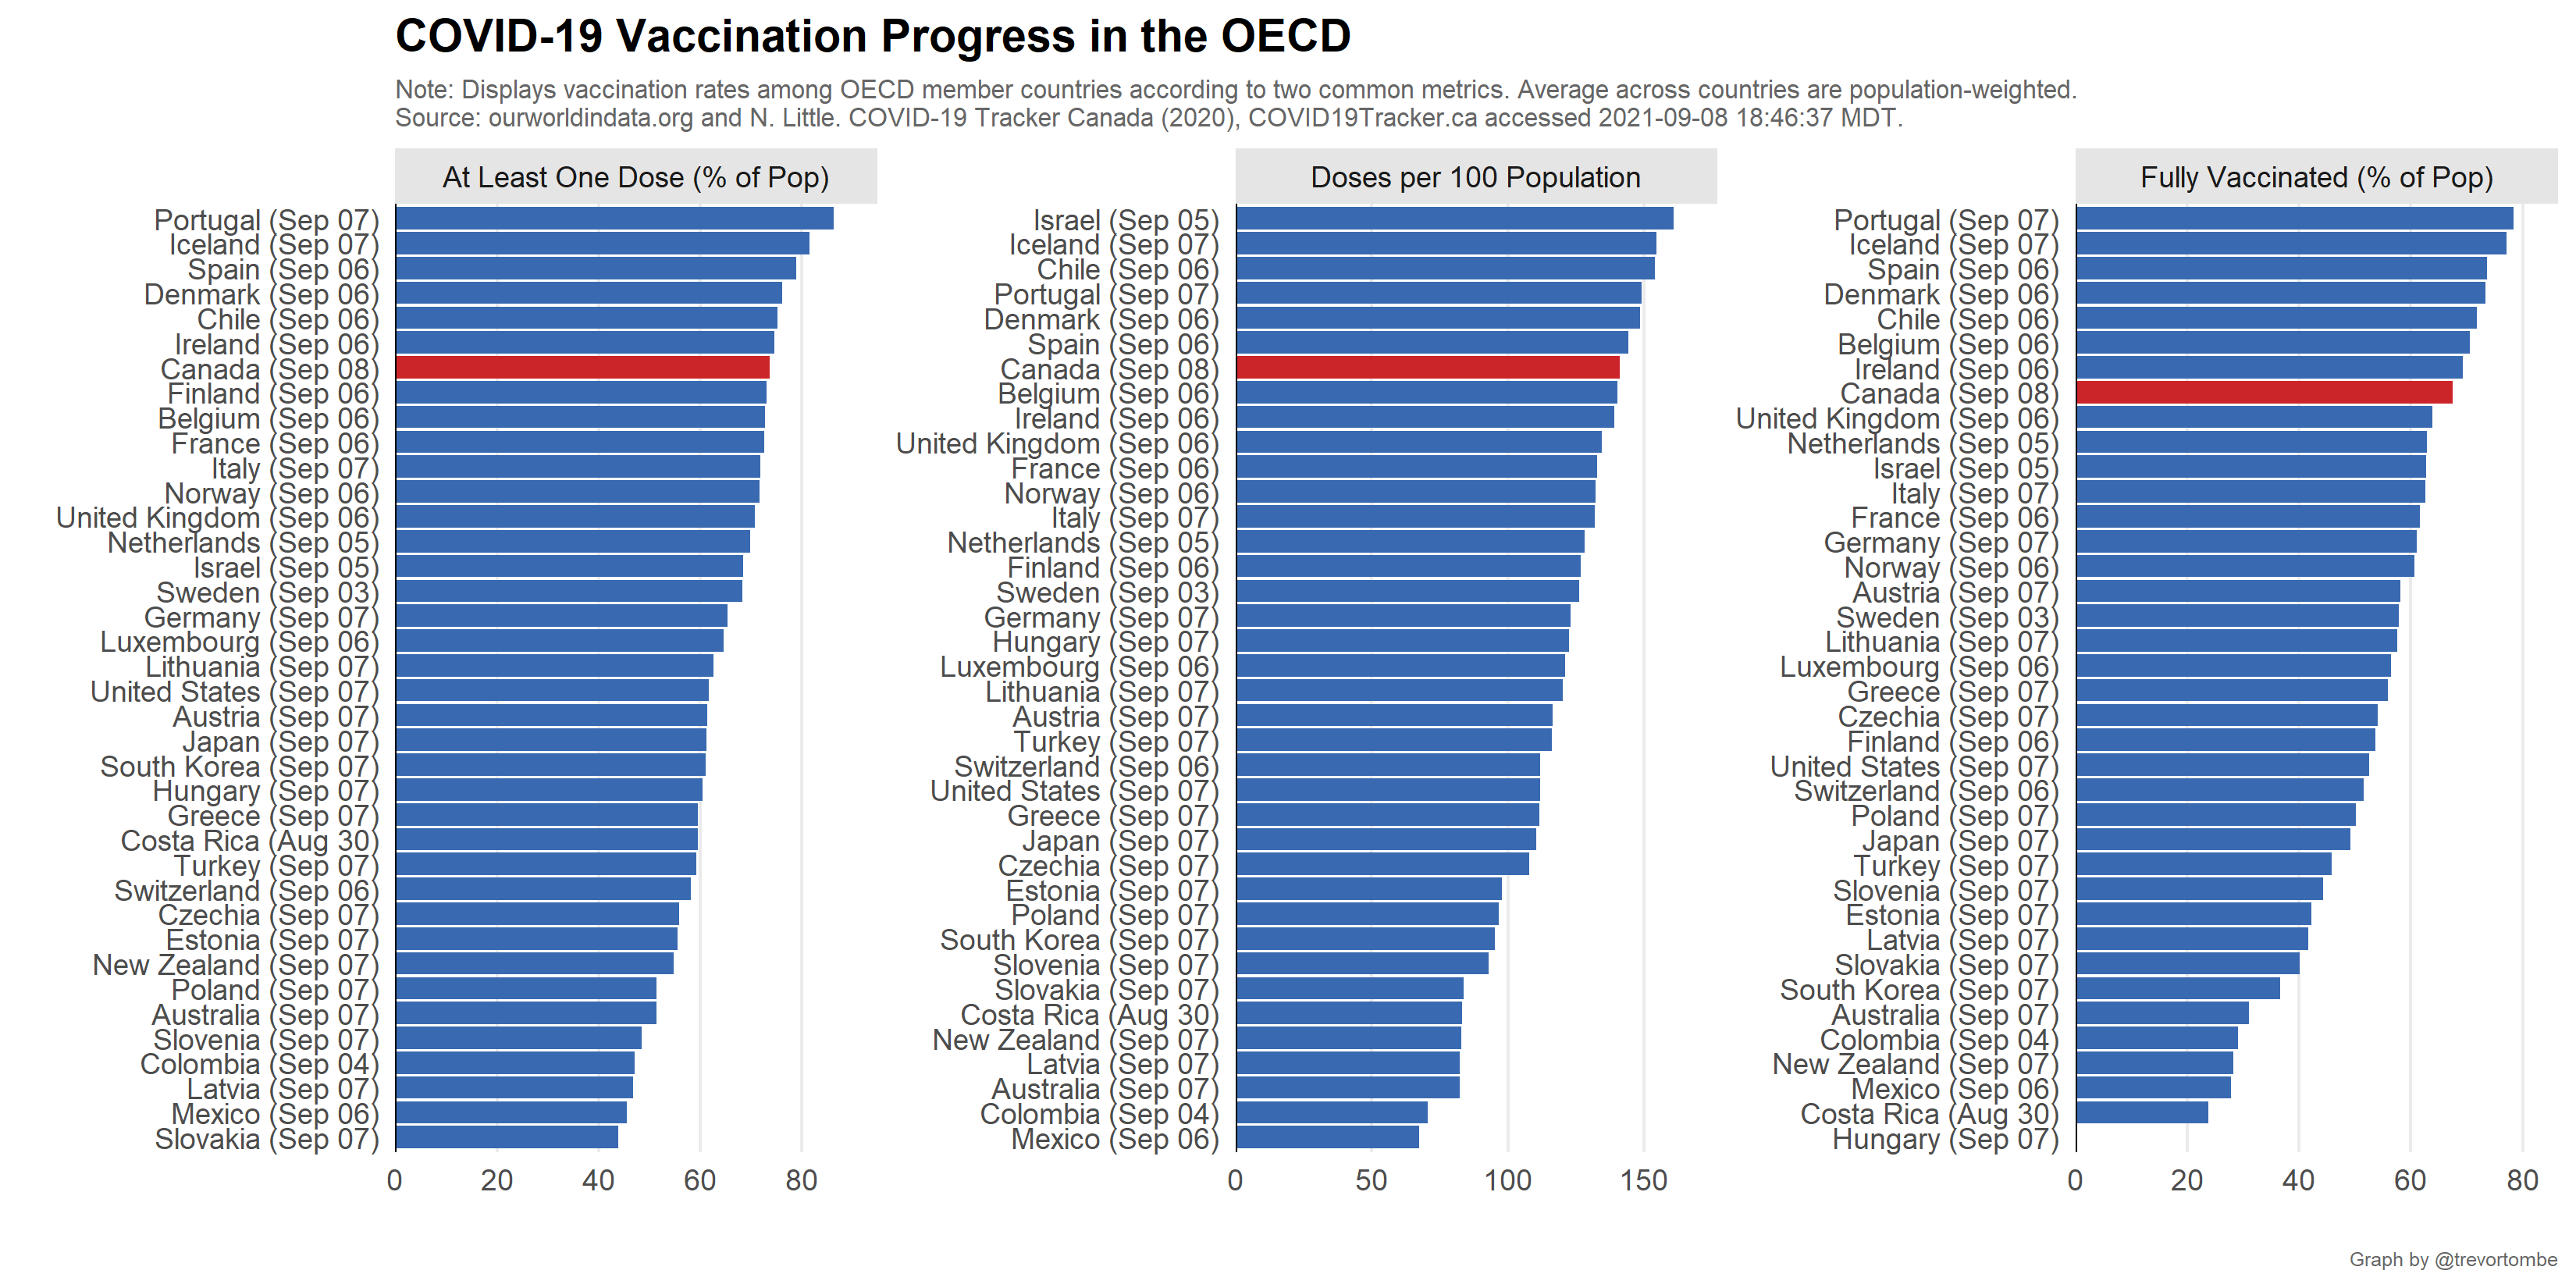 COVID-19 Vaccination Progress in the OECD
Note: Displays vaccination rates among OECD member countries according to two common metrics. Average across countries are population-weighted.
Source: ourworldindata.org and N. Little. COVID-19 Tracker Canada (2020), COVID19Tracker.ca accessed 2021-09-08 18:46:37 MDT.
At Least One Dose (% of Pop)
Portugal (Sep 07)
Iceland (Sep 07)
Spain (Sep 06)
Denmark (Sep 06)
Chile (Sep 06)
Ireland (Sep 06)
Canada (Sep 08)
Finland (Sep 06)
Belgium (Sep 06)
France (Sep 06)
Italy (Sep 07)
Norway (Sep 06)
United Kingdom (Sep 06)
Netherlands (Sep 05)
Israel (Sep 05)
Sweden (Sep 03)
Germany (Sep 07)
Luxembourg (Sep 06)
Lithuania (Sep 07)
United States (Sep 07)
Austria (Sep 07)
Japan (Sep 07)
South Korea (Sep 07)
Hungary (Sep 07)
Greece (Sep 07)
Costa Rica (Aug 30)
Turkey (Sep 07)
Switzerland (Sep 06)
Czechia (Sep 07)
Estonia (Sep 07)
New Zealand (Sep 07)
Poland (Sep 07)
Australia (Sep 07)
Slovenia (Sep 07)
Colombia (Sep 04)
Latvia (Sep 07)
Mexico (Sep 06)
Slovakia (Sep 07)
0 20 40 60 80
Doses per 100 Population
Israel (Sep 05)
Iceland (Sep 07)
Chile (Sep 06)
Portugal (Sep 07)
Denmark (Sep 06)
Spain (Sep 06)
Canada (Sep 08)
Belgium (Sep 06)
Ireland (Sep 06)
United Kingdom (Sep 06)
France (Sep 06)
Norway (Sep 06)
Italy (Sep 07)
Netherlands (Sep 05)
Finland (Sep 06)
Sweden (Sep 03)
Germany (Sep 07)
Hungary (Sep 07)
Luxembourg (Sep 06)
Lithuania (Sep 07)
Austria (Sep 07)
Turkey (Sep 07)
Switzerland (Sep 06)
United States (Sep 07)
Greece (Sep 07)
Japan (Sep 07)
Czechia (Sep 07)
Estonia (Sep 07)
Poland (Sep 07)
South Korea (Sep 07)
Slovenia (Sep 07)
Slovakia (Sep 07)
Costa Rica (Aug 30)
New Zealand (Sep 07)
Latvia (Sep 07)
Australia (Sep 07)
Colombia (Sep 04)
Mexico (Sep 06)
0 50 100 150
Fully Vaccinated (% of Pop)
Portugal (Sep 07)
Iceland (Sep 07)
Spain (Sep 06)
Denmark (Sep 06)
Chile (Sep 06)
Belgium (Sep 06)
Ireland (Sep 06)
Canada (Sep 08)
United Kingdom (Sep 06)
Netherlands (Sep 05)
Israel (Sep 05)
Italy (Sep 07)
France (Sep 06)
Germany (Sep 07)
Norway (Sep 06)
Austria (Sep 07)
Sweden (Sep 03)
Lithuania (Sep 07)
Luxembourg (Sep 06)
Greece (Sep 07)
Czechia (Sep 07)
Finland (Sep 06)
United States (Sep 07)
Switzerland (Sep 06)
Poland (Sep 07)
Japan (Sep 07)
Turkey (Sep 07)
Slovenia (Sep 07)
Estonia (Sep 07)
Latvia (Sep 07)
Slovakia (Sep 07)
South Korea (Sep 07)
Australia (Sep 07)
Colombia (Sep 04)
New Zealand (Sep 07)
Mexico (Sep 06)
Costa Rica (Aug 30)
Hungary (Sep 07)
0 20 40 60 80
Graph by @trevortombe